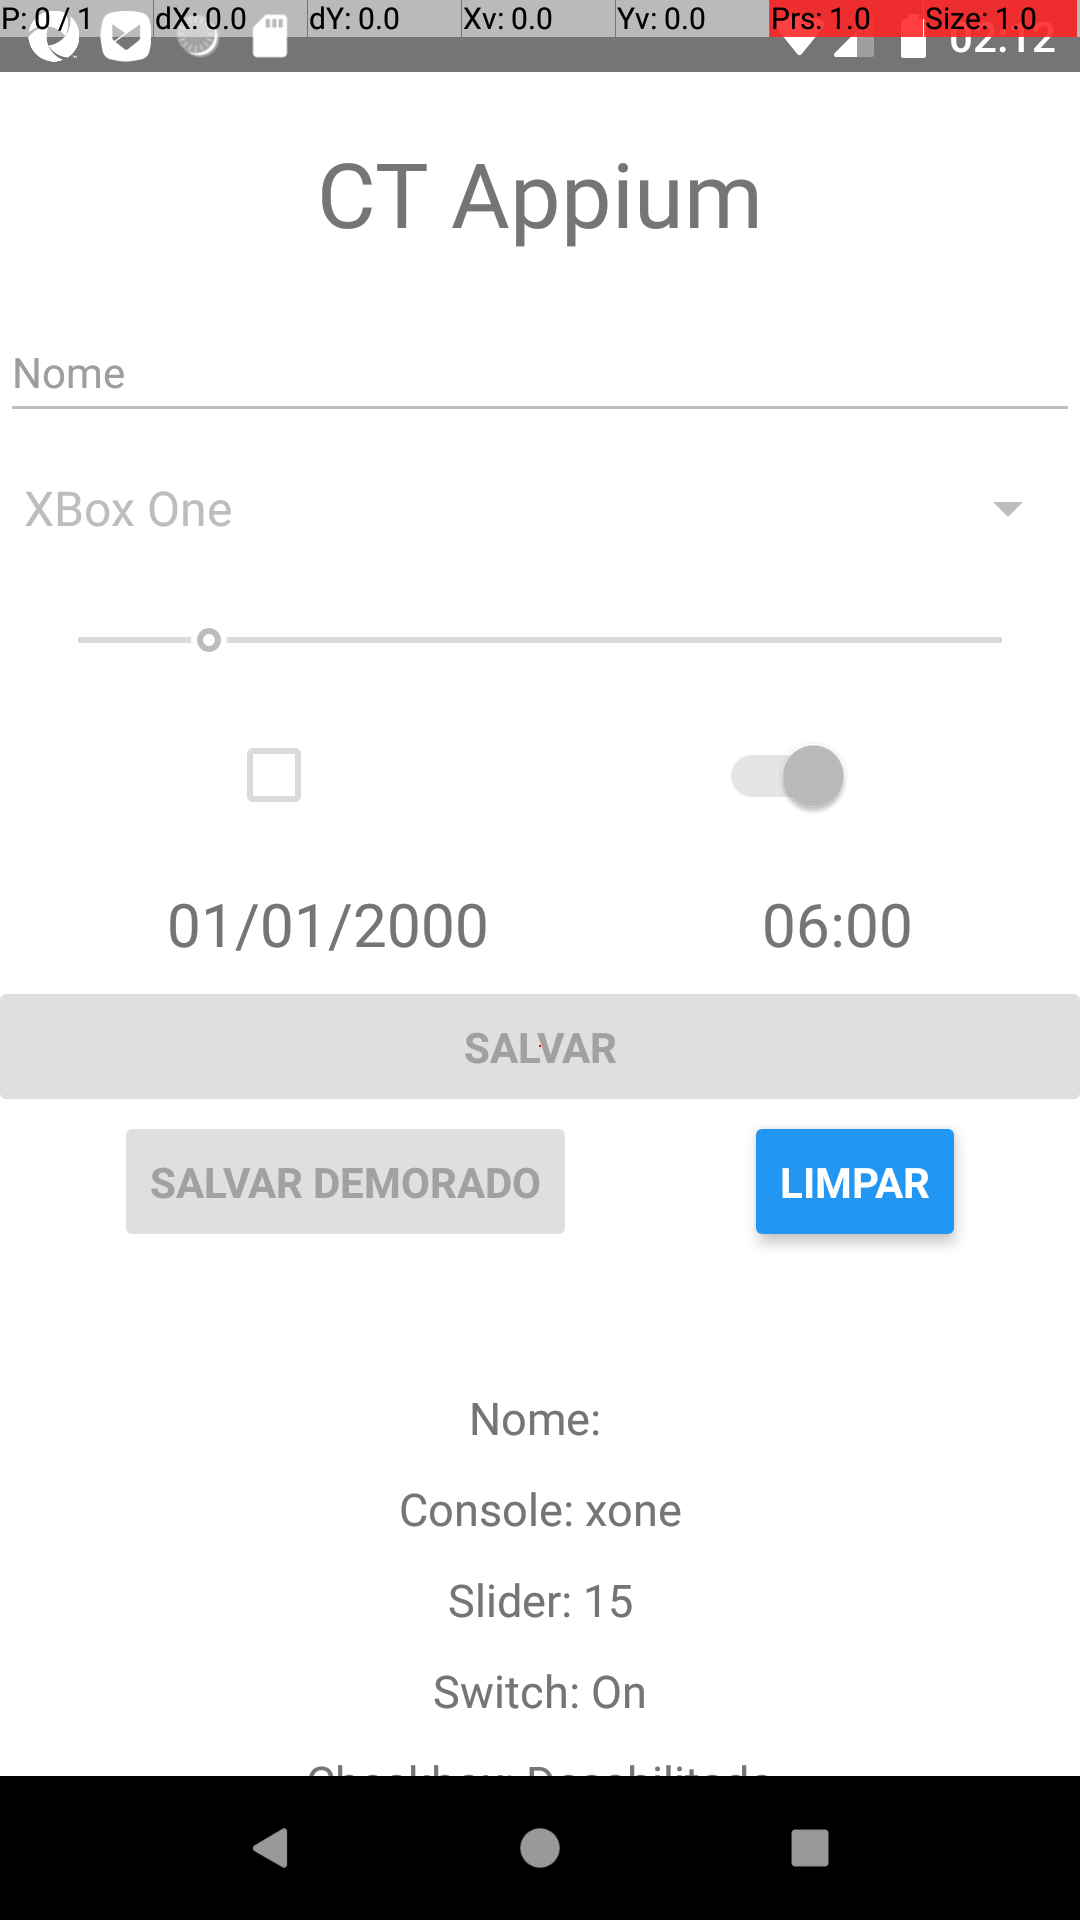 P: 0 / 1 dX: 0.0 dY: 0.0 Xv: 0.0 Yv: 0.0 Prs: 1.0 Size: 1.0
02:12
CT Appium
Nome
XBox One
01/01/2000 06:00
SALVAR
SALVAR DEMORADO LIMPAR
Nome:
Console: xone
Slider: 15
Switch: On
Checkbox: Desabilitado